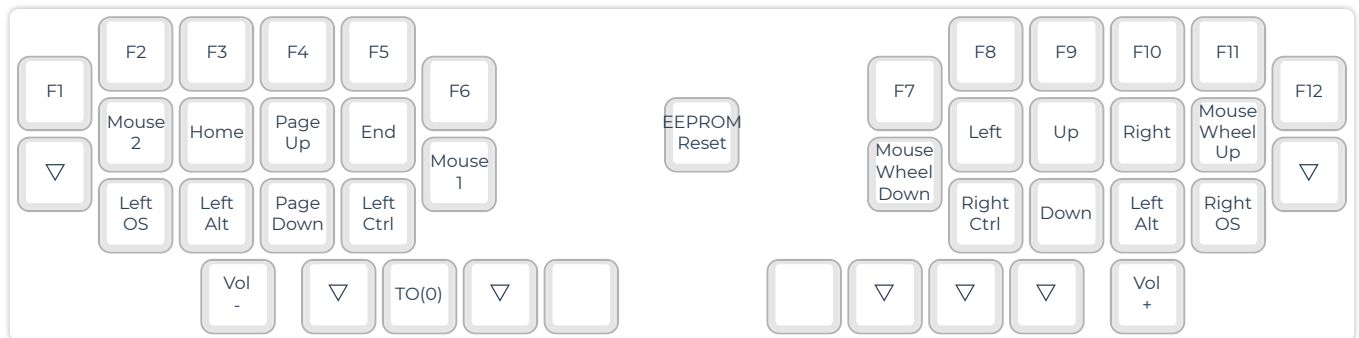 F2 F3 F4 F5 F8 F9 F10 F11
F1 F6 F7 F12
Mouse
2
Home
Page
Up
End
EEPROM
Reset
Left
Up
Right
Mouse
Wheel
Up
▽
Mouse
1
Mouse
Wheel
Down
▽
Left
OS
Left
Alt
Page
Down
Left
Ctrl
Right
Ctrl
Down
Left
Alt
Right
OS
Vol
-
▽
TO(0)
▽
▽
▽
▽
Vol
+